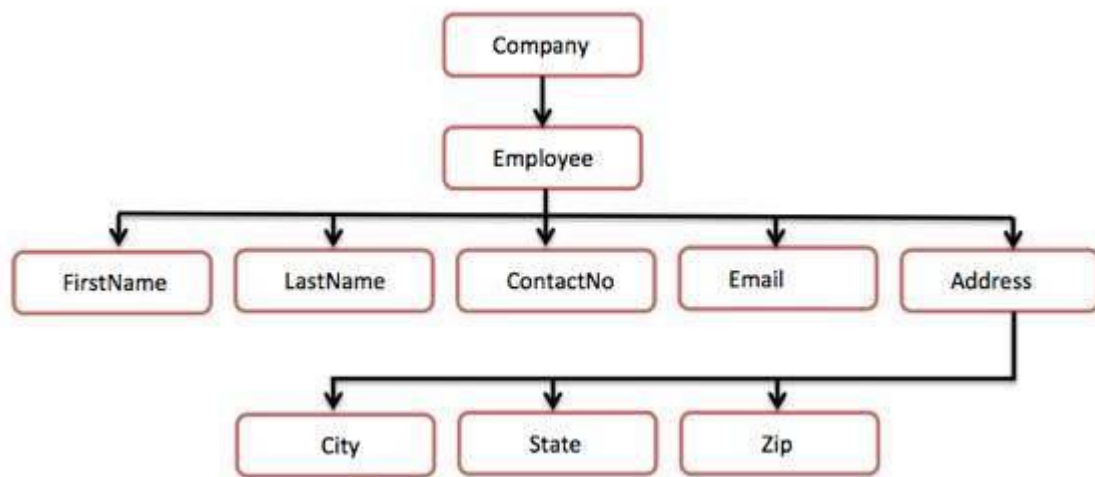 Company
Employee
FirstName
LastName
ContactNo
Email
Address
City
State
Zip